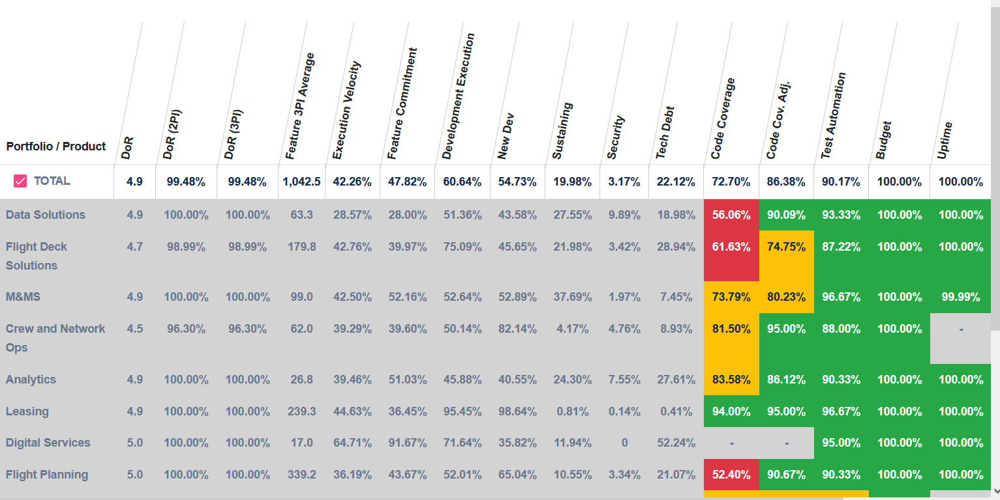 Portfolio / Product DoR DoR (2PI) DoR (3PI) Feature 3PI Average Execution Velocity Feature Commitment Development Execution New Dev Sustaining Security Tech Debt Code Coverage Code Cov. Adj. Test Automation Budget Uptime
TOTAL 4.9 99.48% 99.48% 1,042.5 42.26% 47.82% 60.64% 54.73% 19.98% 3.17% 22.12% 72.70% 86.38% 90.17% 100.00% 100.00%
Data Solutions 4.9 100.00% 100.00% 63.3 28.57% 28.00% 51.36% 43.58% 27.55% 9.89% 18.98% 56.06% 90.09% 93.33% 100.00% 100.00%
Flight Deck 4.7 98.99% 98.99% 179.8 42.76% 39.97% 75.09% 45.65% 21.98% 3.42% 28.94% 61.63% 74.75% 87.22% 100.00% 100.00%
Solutions
M&MS 4.9 100.00% 100.00% 99.0 42.50% 52.16% 52.64% 52.89% 37.69% 1.97% 7.45% 73.79% 80.23% 96.67% 100.00% 99.99%
Crew and Network 4.5 96.30% 96.30% 62.0 39.29% 39.60% 50.14% 82.14% 4.17% 4.76% 8.93% 81.50% 95.00% 88.00% 100.00% -
Ops
Analytics 4.9 100.00% 100.00% 26.8 39.46% 51.03% 45.88% 40.55% 24.30% 7.55% 27.61% 83.58% 86.12% 90.33% 100.00% 100.00%
Leasing 4.9 100.00% 100.00% 239.3 44.63% 36.45% 95.45% 98.64% 0.81% 0.14% 0.41% 94.00% 95.00% 96.67% 100.00% 100.00%
Digital Services 5.0 100.00% 100.00% 17.0 64.71% 91.67% 71.64% 35.82% 11.94% 0 52.24% - - 95.00% 100.00% 100.00%
Flight Planning 5.0 100.00% 100.00% 339.2 36.19% 43.67% 52.01% 65.04% 10.55% 3.34% 21.07% 52.40% 90.67% 90.33% 100.00% 100.00%